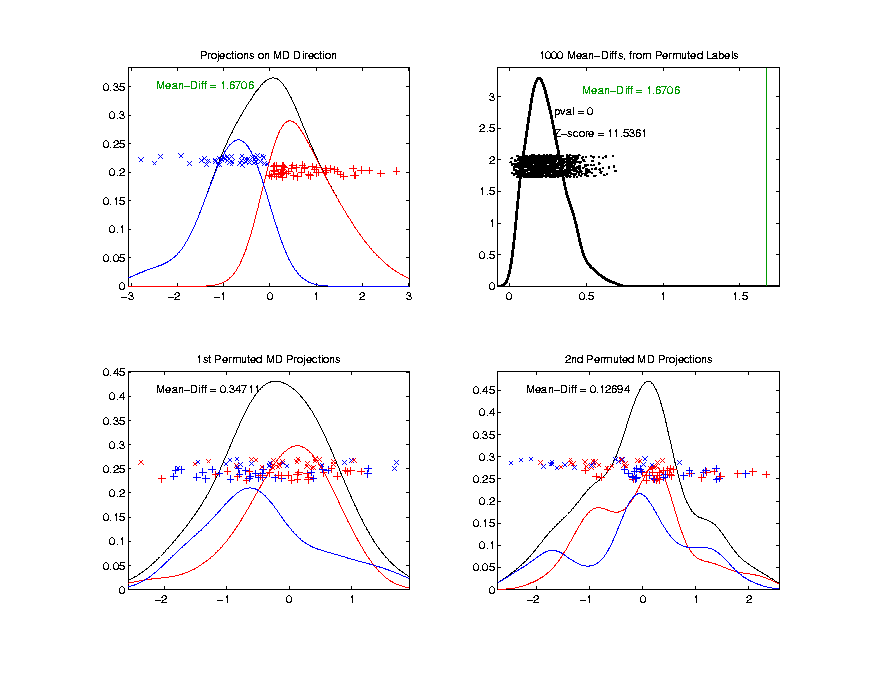 Projections on MD Direction
Mean-Diff = 1.6706
0.35
0.3
0.25
0.2
0.15
0.1
0.05
0
-3 -2 -1 0 1 2 3
1000 Mean-Diffs, from Permuted Labels
Mean-Diff = 1.6706
pval = 0
Z-score = 11.5361
3
2.5
2
1.5
1
0.5
0
0 0.5 1 1.5
1st Permuted MD Projections
Mean-Diff = 0.34711
0.45
0.4
0.35
0.3
0.25
0.2
0.15
0.1
0.05
0
-2 -1 0 1
2nd Permuted MD Projections
Mean-Diff = 0.12694
0.45
0.4
0.35
0.3
0.25
0.2
0.15
0.1
0.05
0
-2 -1 0 1 2